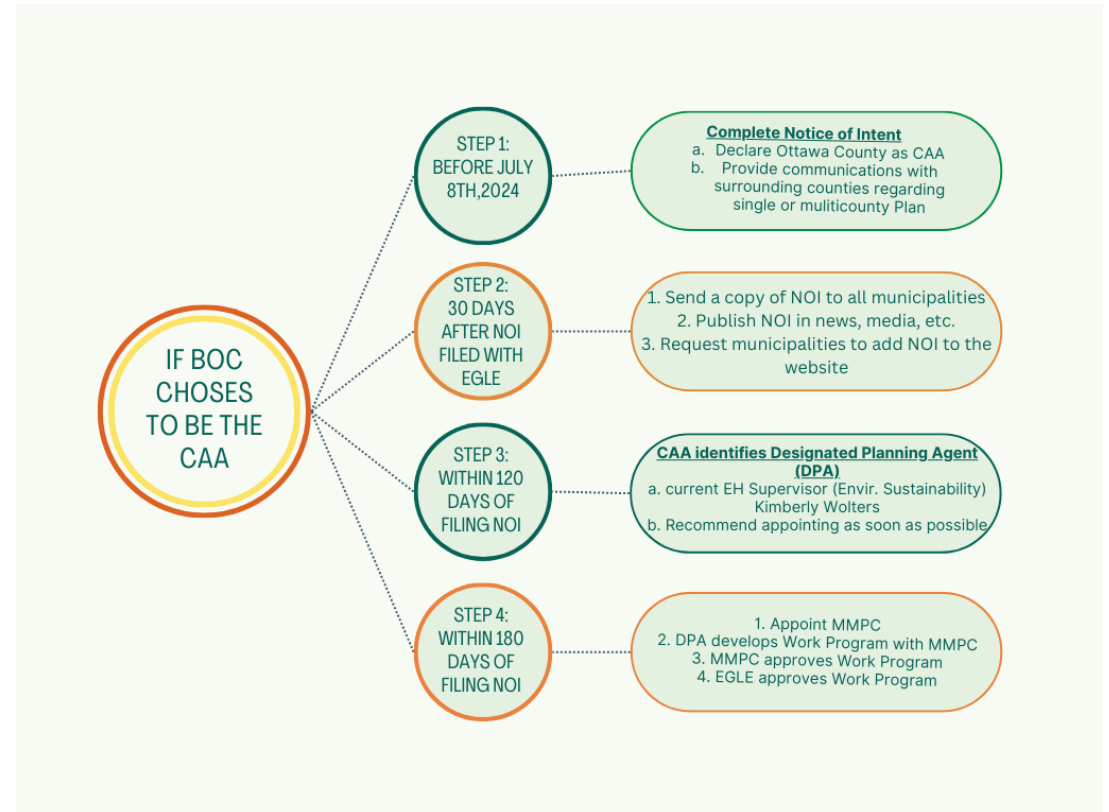 IF BOC
CHOSES
TO BE THE
CAA
STEP 1:
BEFORE JULY
8TH,2024
Complete Notice of Intent
a. Declare Ottawa County as CAA
b. Provide communications with
surrounding counties regarding
single or muliticounty Plan
STEP 2:
30 DAYS
AFTER NOI
FILED WITH
EGLE
1. Send a copy of NOI to all municipalities
2. Publish NOI in news, media, etc.
3. Request municipalities to add NOI to the
website
STEP 3:
WITHIN 120
DAYS OF
FILING NOI
CAA identifies Designated Planning Agent
(DPA)
a. current EH Supervisor (Envir. Sustainability)
Kimberly Wolters
b. Recommend appointing as soon as possible
STEP 4:
WITHIN 180
DAYS OF
FILING NOI
1. Appoint MMPC
2. DPA develops Work Program with MMPC
3. MMPC approves Work Program
4. EGLE approves Work Program